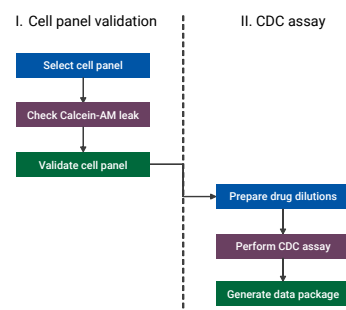 I. Cell panel validation
Select cell panel
Check Calcein-AM leak
Validate cell panel
II. CDC assay
Prepare drug dilutions
Perform CDC assay
Generate data package